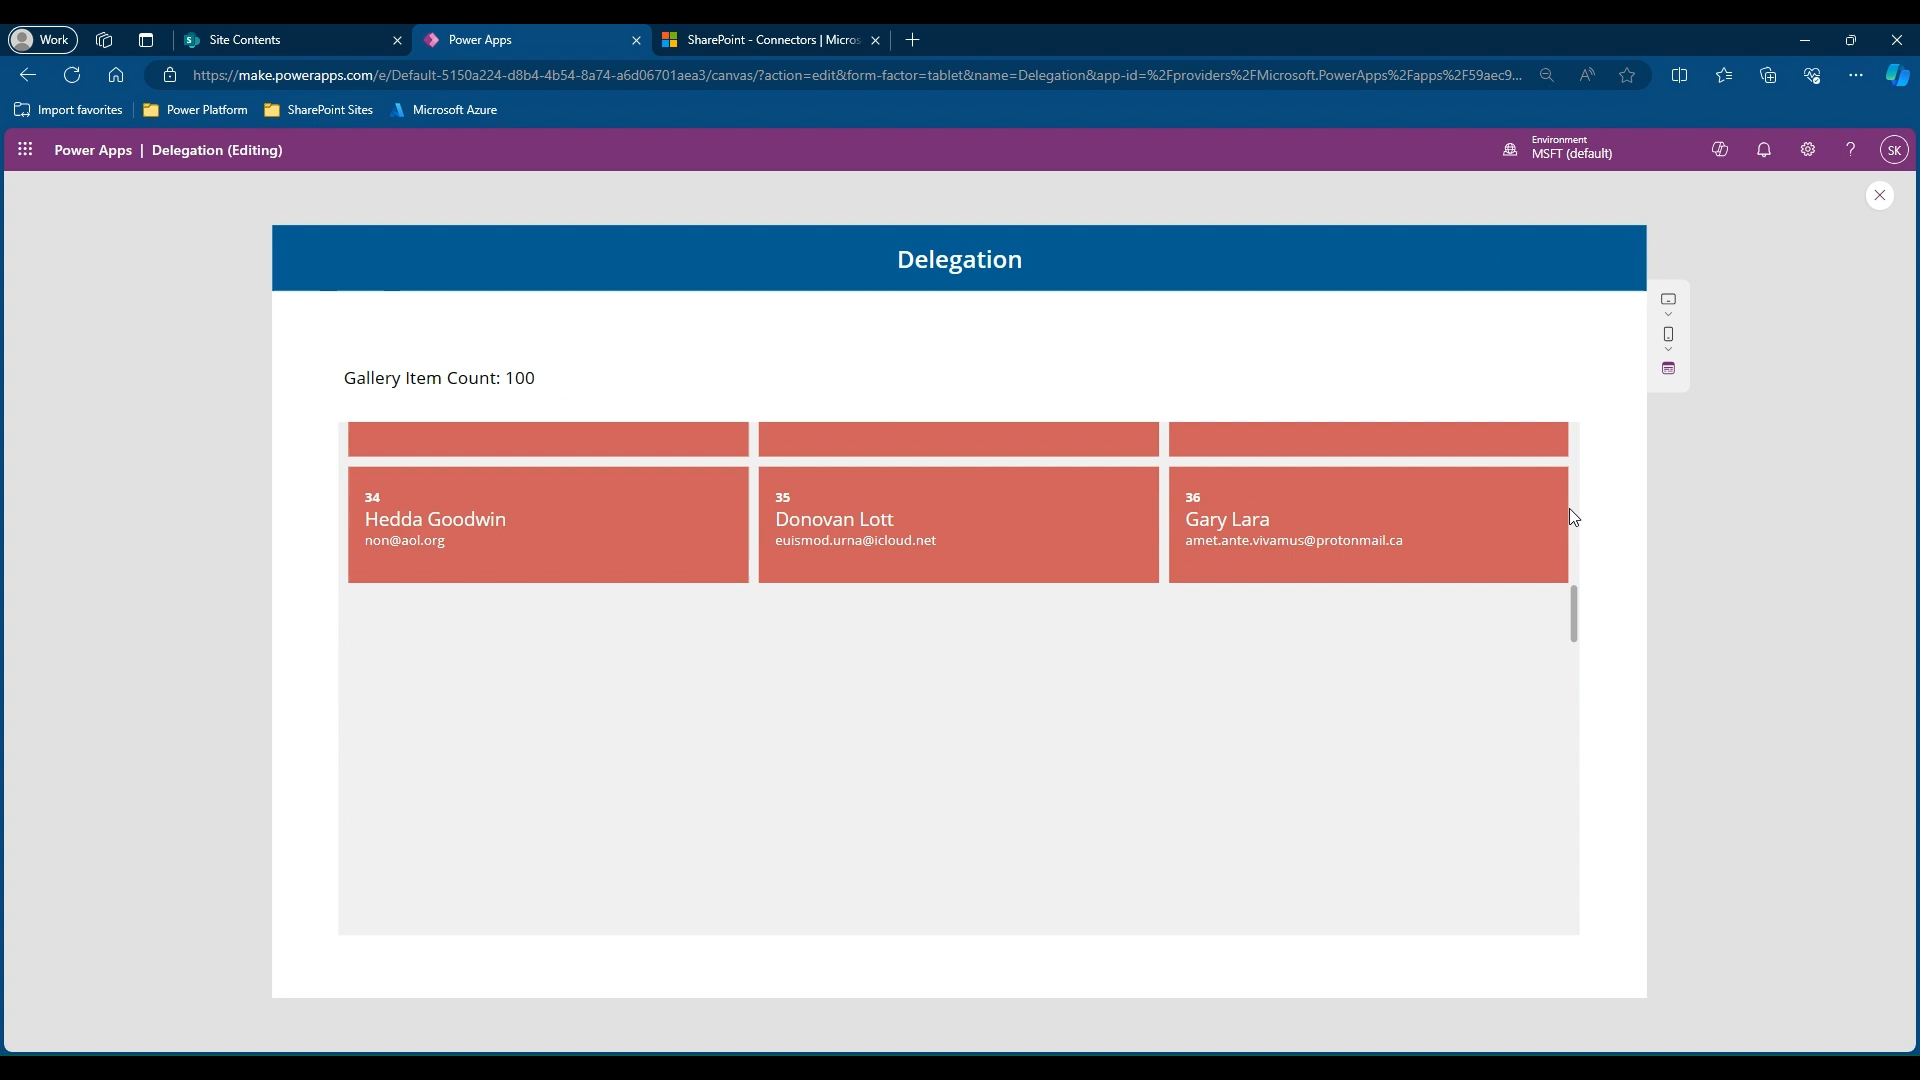 Work
Site Contents
Power Apps
SharePoint - Connectors | Micros
https://make.powerapps.com/e/Default-5150a224-d8b4-4b54-8a74-a6d06701aea3/canvas/?action=edit&form-factor=tablet&name=Delegation&app-id=%2Fproviders%2FMicrosoft.PowerApps%2Fapps%2F59aec9...
Import favorites
Power Platform
SharePoint Sites
Microsoft Azure
Power Apps | Delegation (Editing)
Environment
MSFT (default)
SK
Delegation
Gallery Item Count: 100
34
Hedda Goodwin
non@aol.org
35
Donovan Lott
euismod.urna@icloud.net
36
Gary Lara
amet.ante.vivamus@protonmail.ca